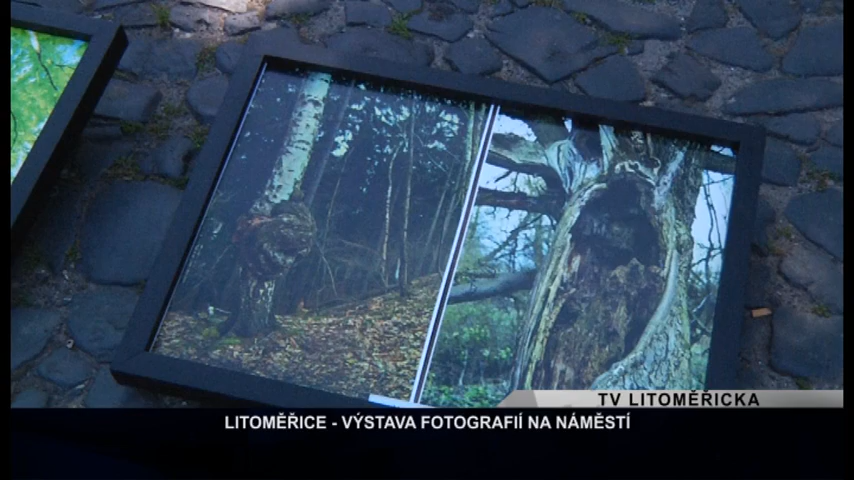 TV LITOMĚŘICKA
LITOMĚŘICE - VÝSTAVA FOTOGRAFIÍ NA NÁMĚSTÍ